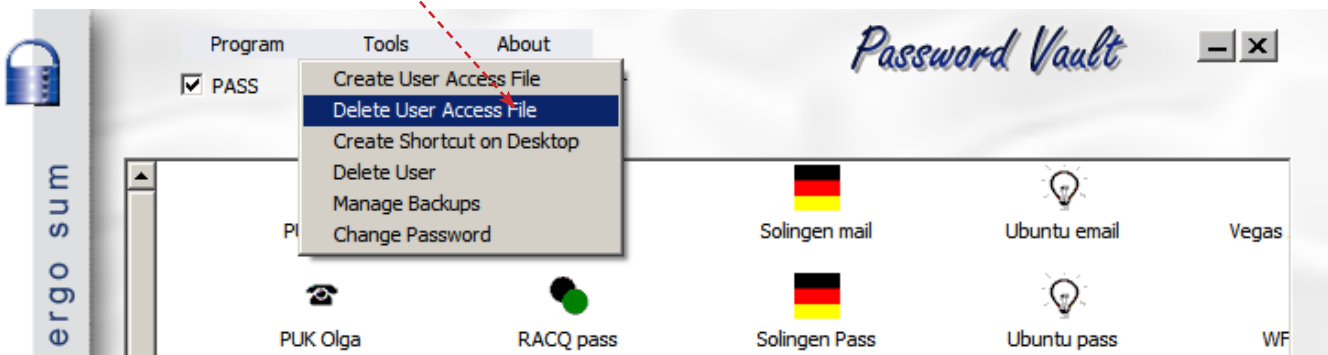 Password Vault
Program Tools About
PASS
Create User Access File
Delete User Access File
Create Shortcut on Desktop
Delete User
Manage Backups
Change Password
ergo sum
Solingen mail Ubuntu email Vegas
PUK Olga RACQ pass Solingen Pass Ubuntu pass WF